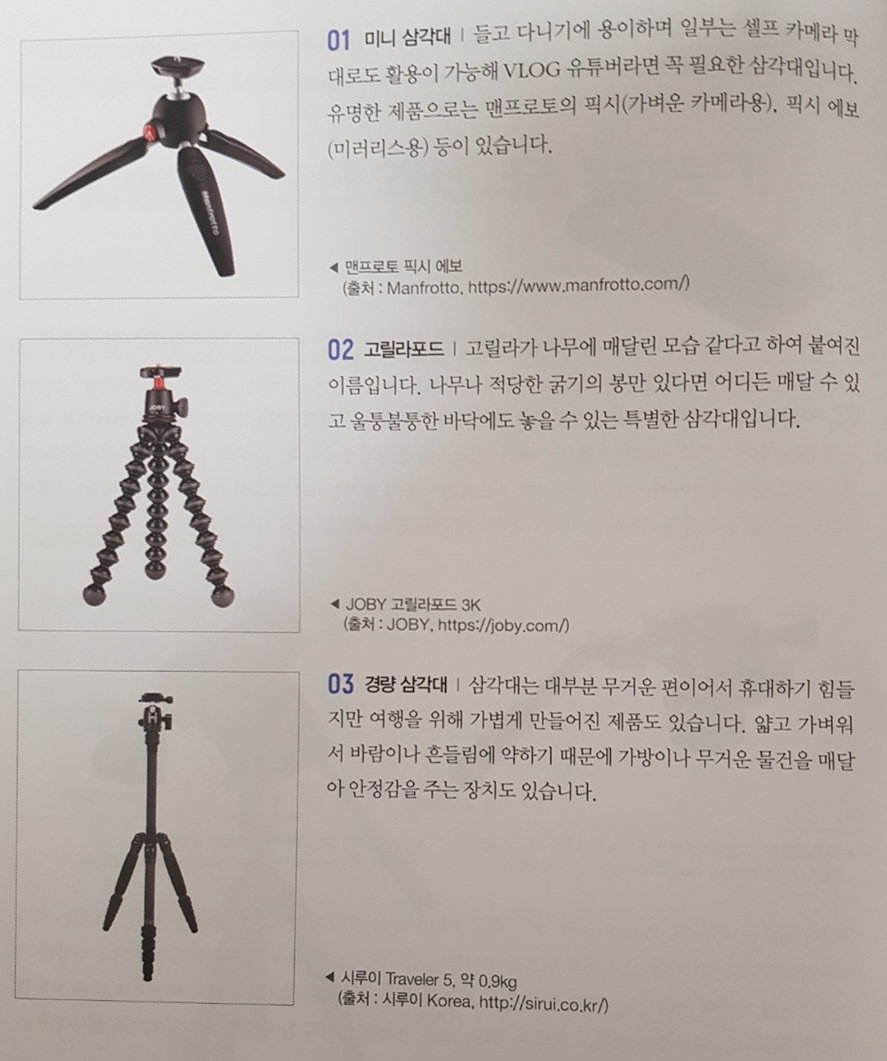 01 미니 삼각대 | 들고 다니기에 용이하며 일부는 셀프 카메라 막
대로도 활용이 가능해 VLOG 유튜버라면 꼭 필요한 삼각대입니다.
유명한 제품으로는 맨프로토의 픽시(가벼운 카메라용), 픽시 에보
(미러리스용) 등이 있습니다.
Manfrotto
◀ 맨프로토 픽시 에보
(출처 : Manfrotto, https://www.manfrotto.com/)
02 고릴라포드 | 고릴라가 나무에 매달린 모습 같다고 하여 붙여진
이름입니다. 나무나 적당한 굵기의 봉만 있다면 어디든 매달 수 있
고 울퉁불퉁한 바닥에도 놓을 수 있는 특별한 삼각대입니다.
JOBY
◀ JOBY 고릴라포드 3K
(출처 : JOBY, https://joby.com/)
03 경량 삼각대 | 삼각대는 대부분 무거운 편이어서 휴대하기 힘들
지만 여행을 위해 가볍게 만들어진 제품도 있습니다. 얇고 가벼워
서 바람이나 흔들림에 약하기 때문에 가방이나 무거운 물건을 매달
아 안정감을 주는 장치도 있습니다.
◀ 시루이 Traveler 5, 약 0.9kg
(출처 : 시루이 Korea, http://sirui.co.kr/)